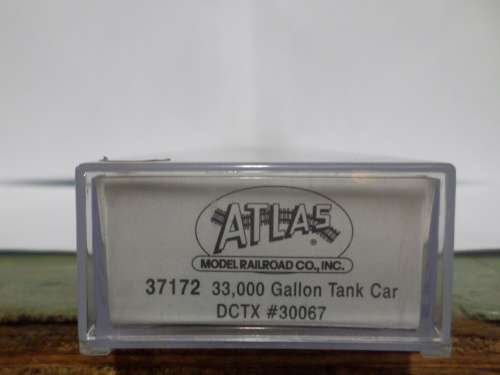 ATLAS®
MODEL RAILROAD CO., INC.
37172 33,000 Gallon Tank Car
DCTX #30067